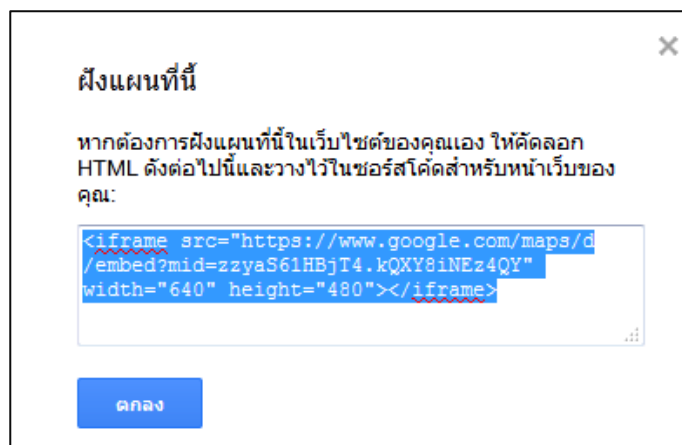 ฝังแผนที่นี้
หากต้องการฝังแผนที่นี้ในเว็บไซต์ของคุณเอง ให้คัดลอก
HTML ดังต่อไปนี้และวางไว้ในซอร์สโค้ดสำหรับหน้าเว็บของ
คุณ:
<iframe src="https://www.google.com/maps/d
/embed?mid=zzyaS61HBjT4.kQXY8iNEz4QY"
width="640" height="480"></iframe>
ตกลง